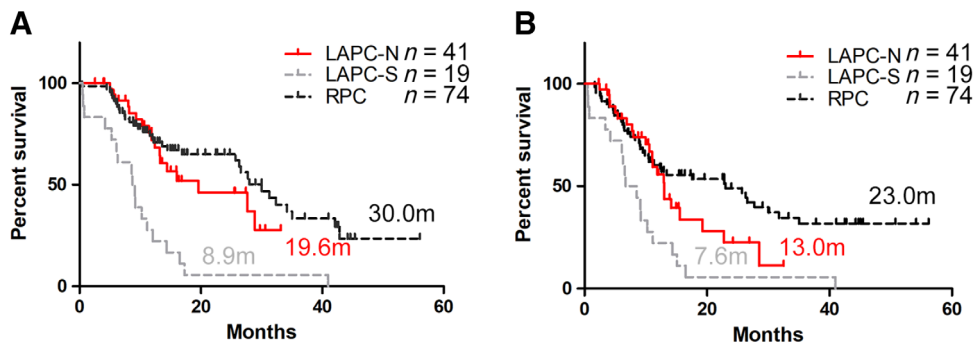 A
LAPC-N n = 41
LAPC-S n = 19
RPC n = 74
Percent survival
100
50
0
30.0m
19.6m
8.9m
0 20 40 60
Months
B
LAPC-N n = 41
LAPC-S n = 19
RPC n = 74
Percent survival
100
50
0
23.0m
7.6m 13.0m
0 20 40 60
Months